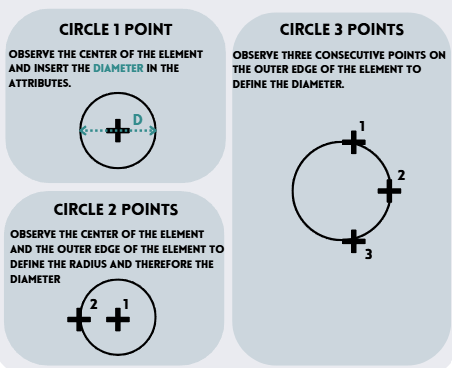 CIRCLE 1 POINT
OBSERVE THE CENTER OF THE ELEMENT
AND INSERT THE DIAMETER IN THE
ATTRIBUTES.
D
CIRCLE 2 POINTS
OBSERVE THE CENTER OF THE ELEMENT
AND THE OUTER EDGE OF THE ELEMENT TO
DEFINE THE RADIUS AND THEREFORE THE
DIAMETER
2 1
CIRCLE 3 POINTS
OBSERVE THREE CONSECUTIVE POINTS ON
THE OUTER EDGE OF THE ELEMENT TO
DEFINE THE DIAMETER.
1
2
3